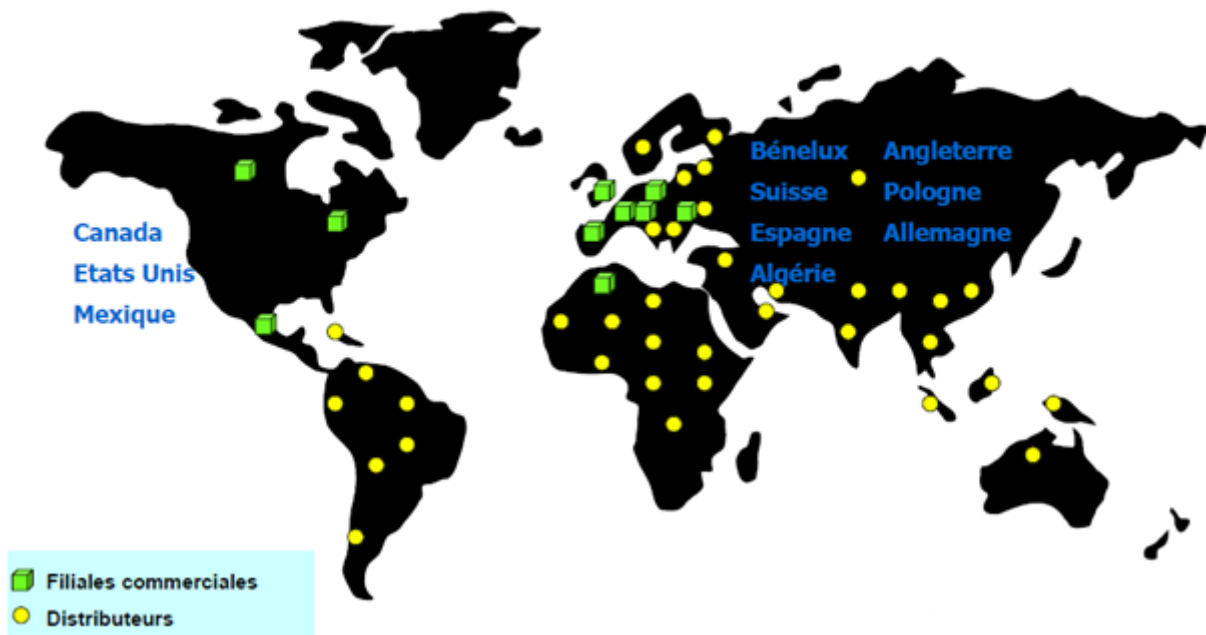 Canada
Etats Unis
Mexique
Bénelux
Suisse
Espagne
Algérie
Angleterre
Pologne
Allemagne
Filiales commerciales
Distributeurs